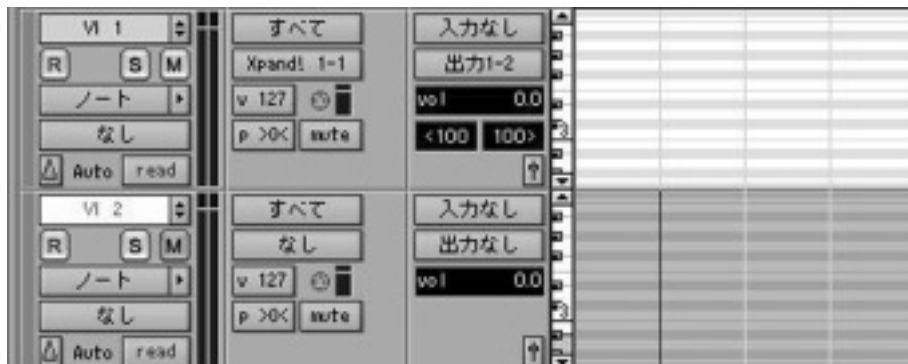 VI 1 すべて 入力なし
R S M Xpand! 1-1 出力1-2
ノート v 127 vol 0.0
なし p >0< mute <100 100>
Auto read
VI 2 すべて 入力なし
R S M なし 出力なし
ノート v 127 vol 0.0
なし p >0< mute
Auto read